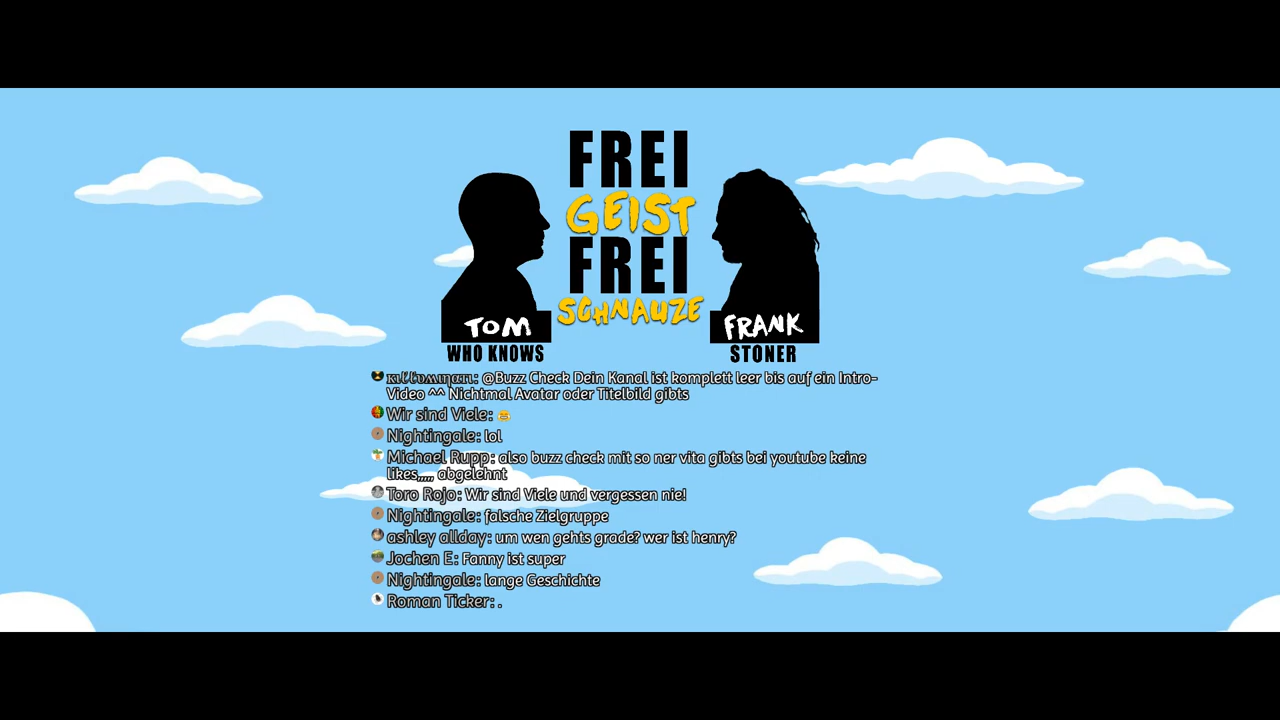 FREI
GEIST
FREI
SCHNAUZE
TOM
WHO KNOWS
FRANK
STONER
@Buzz Check Dein Kanal ist komplett leer bis auf ein Intro-
Video ^^ Nichtmal Avatar oder Titelbild gibts
Wir sind Viele: 😂
Nightingale: lol
Michael Rupp: also buzz check mit so ner vita gibts bei youtube keine
likes,,,,, abgelehnt
Toro Rojo: Wir sind Viele und vergessen nie!
Nightingale: falsche Zielgruppe
ashley allday: um wen gehts grade? wer ist henry?
Jochen E: Fanny ist super
Nightingale: lange Geschichte
Roman Ticker: .